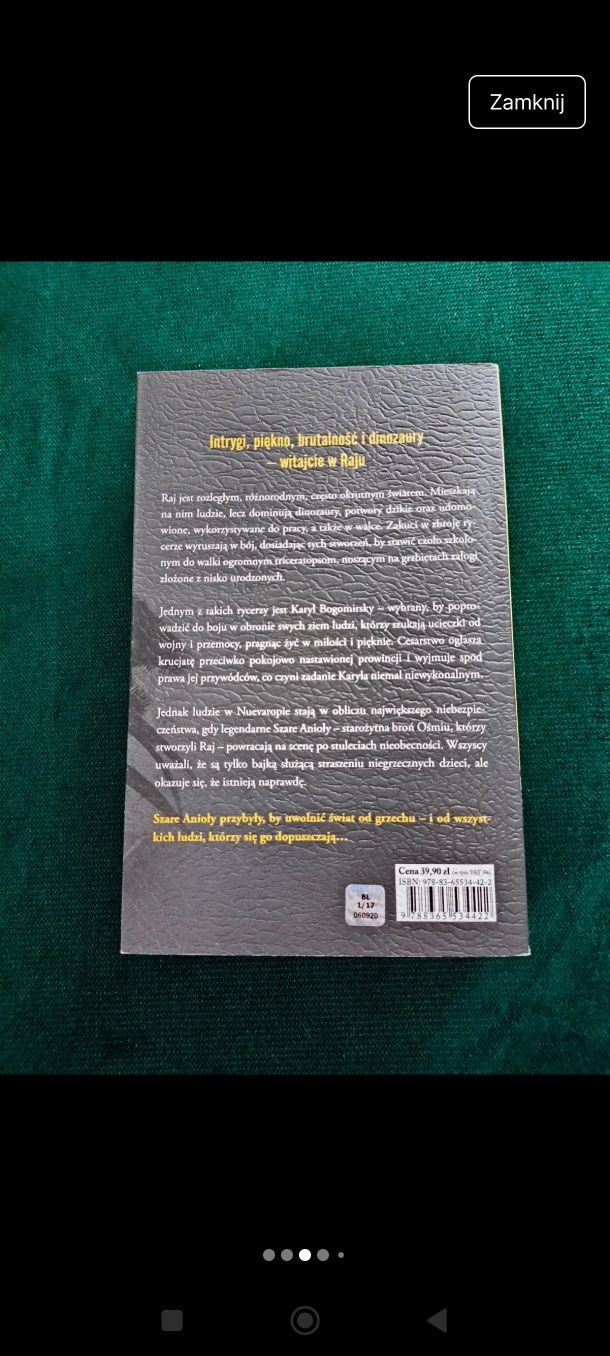 Zamknij
Intrygi, piękno, brutalność i dinozaury
– witajcie w Raju
Raj jest rozległym, różnorodnym, często okrutnym światem. Mieszkają
na nim ludzie, lecz dominują dinozaury, potwory dzikie oraz udomo-
wione, wykorzystywane do pracy, a także w walce. Zakuci w zbroję ry-
cerze wyruszają w bój, dosiadając tych stworzeń, by stawić czoło szkolo-
nym do walki ogromnym triceratopsom, noszącym na grzbietach załogi
złożone z nisko urodzonych.
Jednym z takich rycerzy jest Karyl Bogomirsky – wybrany, by popro-
wadzić do boju w obronie swych ziem ludzi, którzy szukają ucieczki od
wojny i przemocy, pragnąc żyć w miłości i pięknie. Cesarstwo ogłasza
krucjatę przeciwko pokojowo nastawionej prowincji i wyjmuje spod
prawa jej przywódców, co czyni zadanie Karyla niemal niewykonalnym.
Jednak ludzie w Nuevaropie stają w obliczu największego niebezpie-
czeństwa, gdy legendarne Szare Anioły – starożytna broń Ośmiu, którzy
stworzyli Raj – powracają na scenę po stuleciach nieobecności. Wszyscy
uważali, że są tylko bajką służącą straszeniu niegrzecznych dzieci, ale
okazuje się, że istnieją naprawdę.
Szare Anioły przybyły, by uwolnić świat od grzechu – i od wszyst-
kich ludzi, którzy się go dopuszczają...
BL
1/17
060920
Cena 39,90 zł (w tym VAT 5%)
ISBN: 978-83-65534-42-2
9 788365 534422